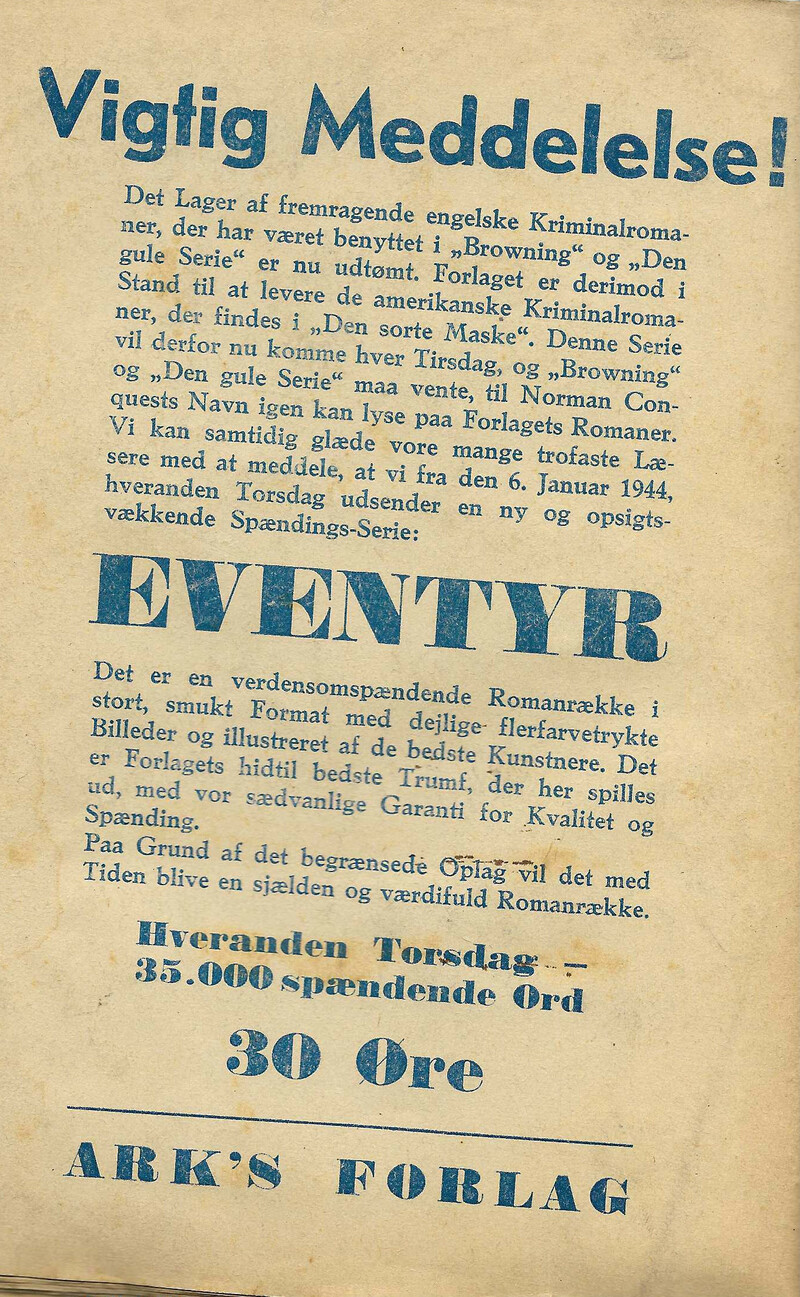 Vigtig Meddelelse!
Det Lager af fremragende engelske Kriminalroma-
ner, der har været benyttet i „Browning“ og „Den
gule Serie“ er nu udtømt. Forlaget er derimod i
Stand til at levere de amerikanske Kriminalroma-
ner, der findes i „Den sorte Maske“. Denne Serie
vil derfor nu komme hver Tirsdag, og „Browning“
og „Den gule Serie“ maa vente, til Norman Con-
quests Navn igen kan lyse paa Forlagets Romaner.
Vi kan samtidig glæde vore mange trofaste Læ-
sere med at meddele, at vi fra den 6. Januar 1944,
hveranden Torsdag udsender en ny og opsigts-
vækkende Spændings-Serie:
EVENTYR
Det er en verdensomspændende Romanrække i
stort, smukt Format med dejlige flerfarvetrykte
Billeder og illustreret af de bedste Kunstnere. Det
er Forlagets hidtil bedste Trumf, der her spilles
ud, med vor sædvanlige Garanti for Kvalitet og
Spænding.
Paa Grund af det begrænsede Oplag vil det med
Tiden blive en sjælden og værdifuld Romanrække.
Hveranden Torsdag –
35.000 spændende Ord
30 Øre
ARK’S FORLAG